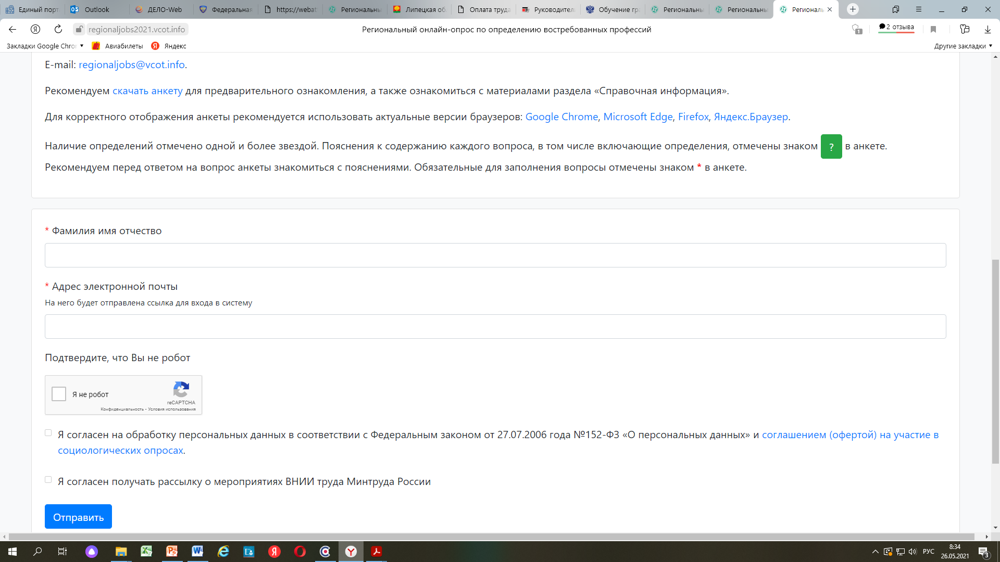 Единый порт
Outlook
ДЕЛО-Web
Федеральная
https://webat
Региональны
Липецкая об
Оплата труда
Руководител
Обучение гр
Региональны
Региональны
Региональ
regionaljobs2021.vcot.info
Региональный онлайн-опрос по определению востребованных профессий
1
2 отзыва
Закладки Google Chro
Авиабилеты
Яндекс
Другие закладки
E-mail: regionaljobs@vcot.info.
Рекомендуем скачать анкету для предварительного ознакомления, а также ознакомиться с материалами раздела «Справочная информация».
Для корректного отображения анкеты рекомендуется использовать актуальные версии браузеров: Google Chrome, Microsoft Edge, Firefox, Яндекс.Браузер.
Наличие определений отмечено одной и более звездой. Пояснения к содержанию каждого вопроса, в том числе включающие определения, отмечены знаком ? в анкете.
Рекомендуем перед ответом на вопрос анкеты знакомиться с пояснениями. Обязательные для заполнения вопросы отмечены знаком * в анкете.
* Фамилия имя отчество
* Адрес электронной почты
На него будет отправлена ссылка для входа в систему
Подтвердите, что Вы не робот
Я не робот
reCAPTCHA
Конфиденциальность - Условия использования
Я согласен на обработку персональных данных в соответствии с Федеральным законом от 27.07.2006 года №152-ФЗ «О персональных данных» и соглашением (офертой) на участие в
социологических опросах.
Я согласен получать рассылку о мероприятиях ВНИИ труда Минтруда России
Отправить
РУС
8:34
26.05.2021
3